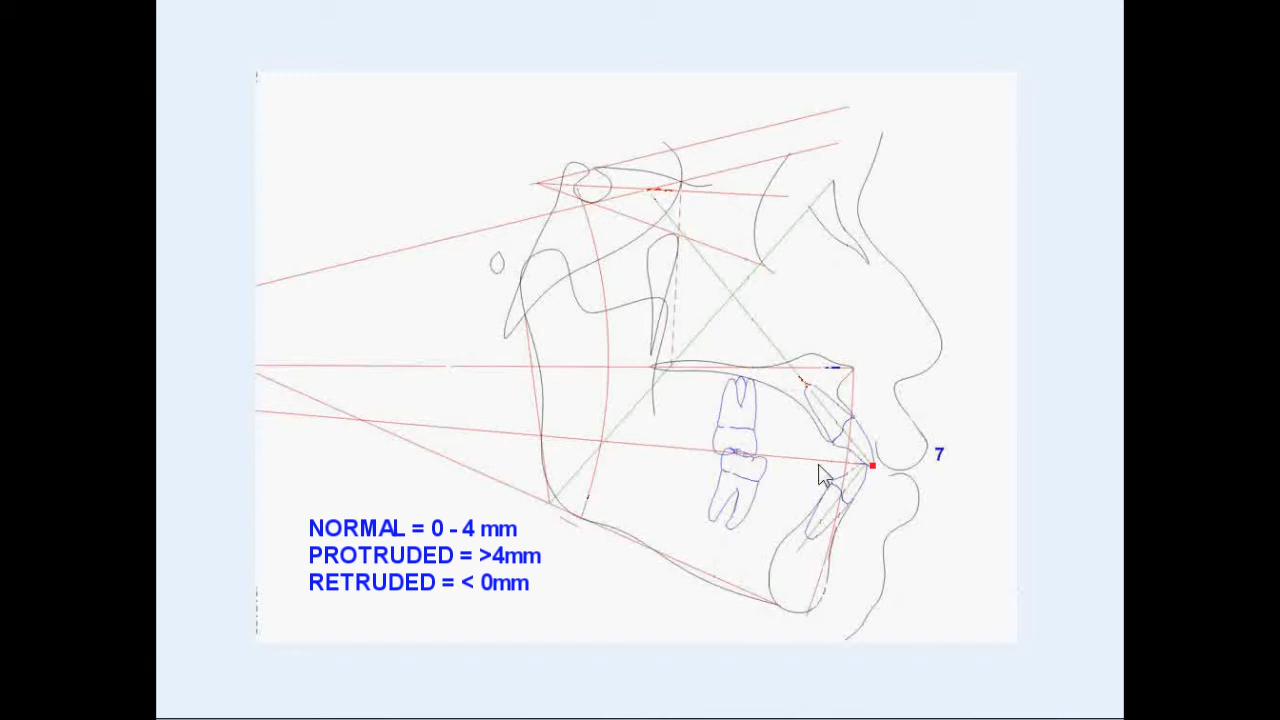 7
NORMAL = 0 - 4 mm
PROTRUDED = >4mm
RETRUDED = < 0mm